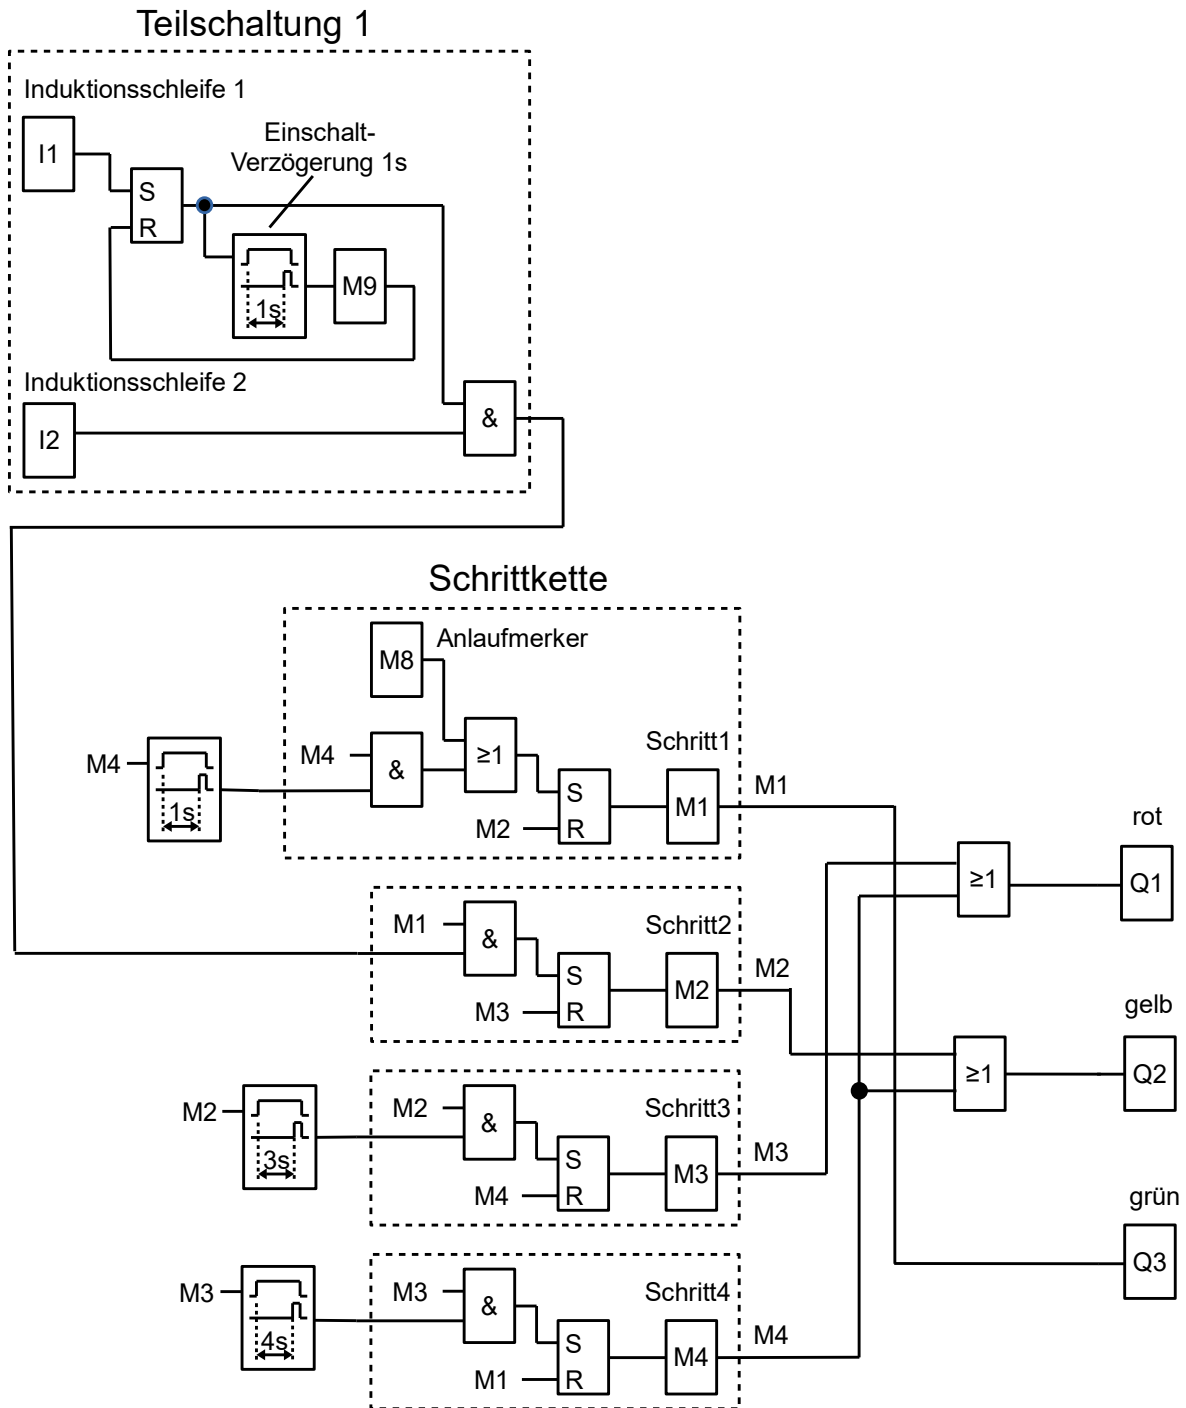 Teilschaltung 1
Induktionsschleife 1
I1
Einschalt-
Verzögerung 1s
S
R
1s
M9
Induktionsschleife 2
I2
&
Schrittkette
M8
Anlaufmerker
M4
1s
M4
&
≥1
Schritt1
S
R
M2
M1
M1
rot
≥1
Q1
M1
&
Schritt2
S
R
M3
M2
M2
gelb
≥1
Q2
M2
3s
M2
&
Schritt3
S
R
M4
M3
M3
grün
Q3
M3
4s
M3
&
Schritt4
S
R
M1
M4
M4